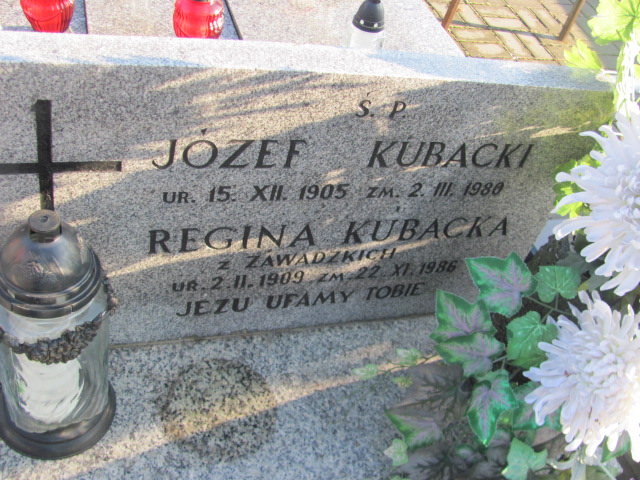 Ś. P.
JÓZEF KUBACKI
UR. 15. XII. 1905 ZM. 2. III. 1980
REGINA KUBACKA
Z ZAWADZKICH
UR. 2. II. 1909 ZM. 22. XI. 1986
JEZU UFAMY TOBIE